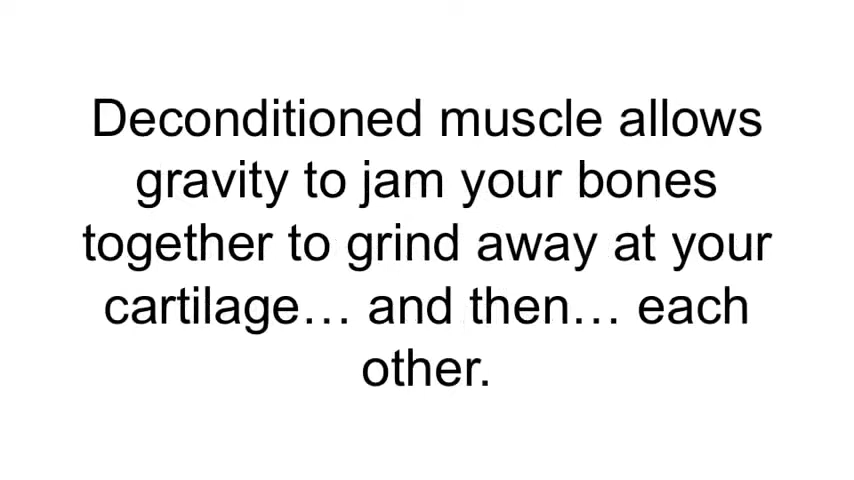 Deconditioned muscle allows
gravity to jam your bones
together to grind away at your
cartilage… and then… each
other.